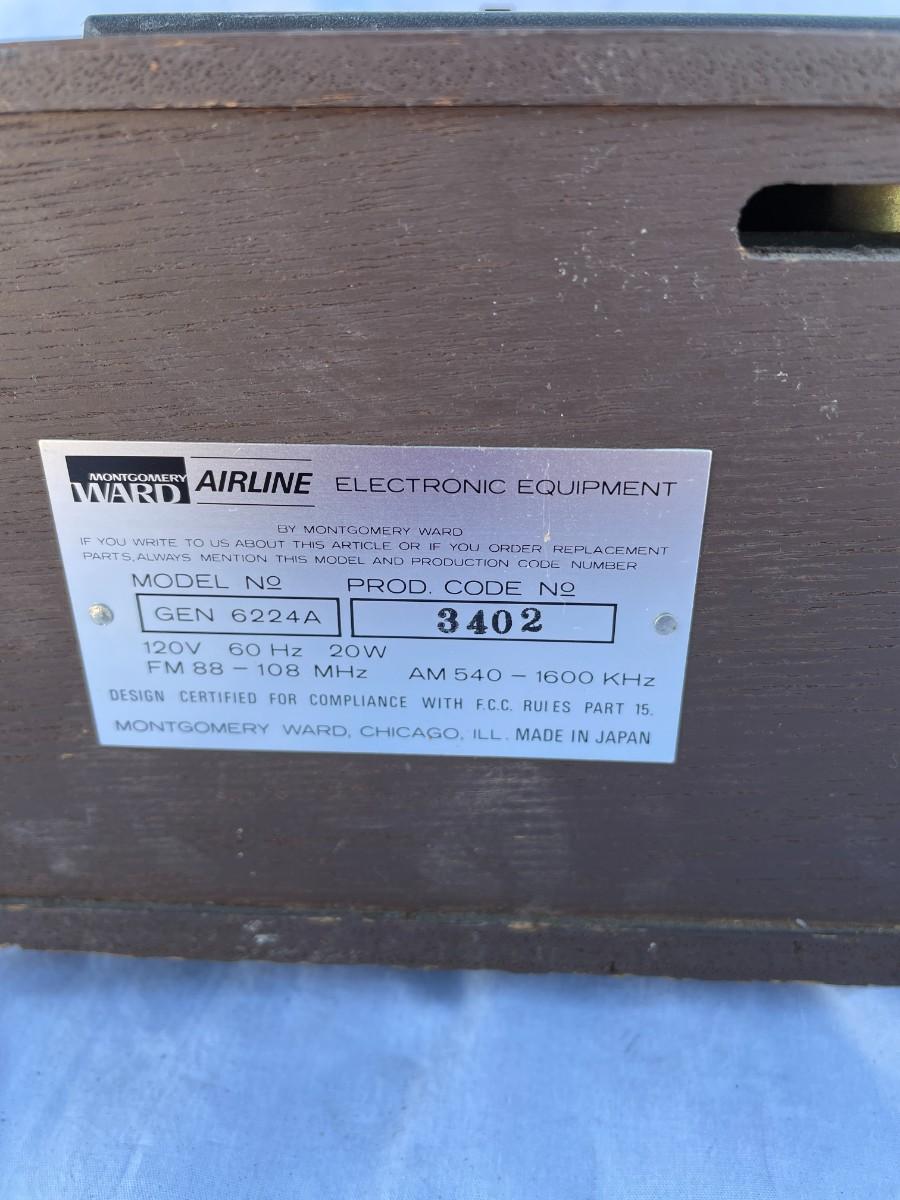 MONTGOMERY WARD AIRLINE ELECTRONIC EQUIPMENT
BY MONTGOMERY WARD
IF YOU WRITE TO US ABOUT THIS ARTICLE OR IF YOU ORDER REPLACEMENT
PARTS, ALWAYS MENTION THIS MODEL AND PRODUCTION CODE NUMBER
MODEL Nº PROD. CODE Nº
GEN 6224A 3402
120V 60 Hz 20W
FM 88 – 108 MHz AM 540 – 1600 KHz
DESIGN CERTIFIED FOR COMPLIANCE WITH F.C.C. RULES PART 15.
MONTGOMERY WARD, CHICAGO, ILL. MADE IN JAPAN